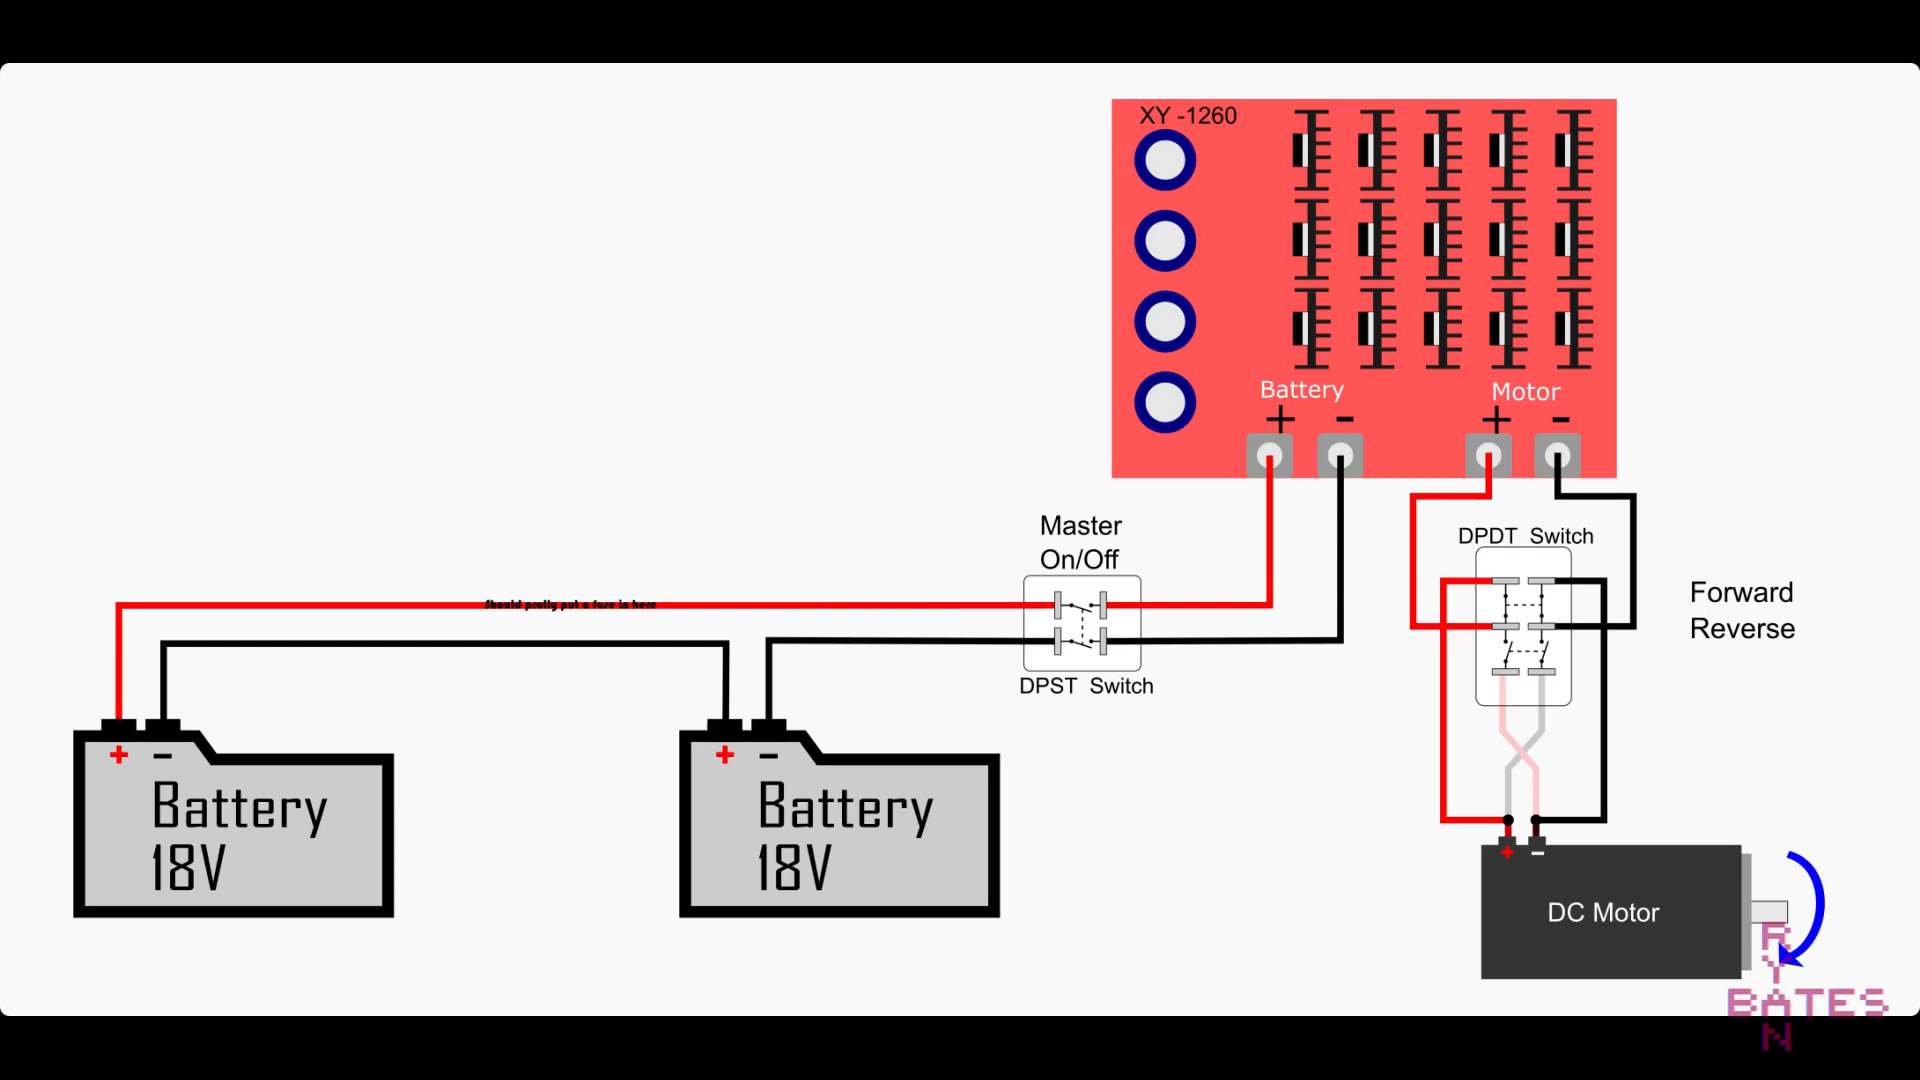 XY -1260
Battery
Motor
+
-
+
-
Master
On/Off
DPDT Switch
Forward
Reverse
Should prolly put a fuse in here
DPST Switch
+
-
Battery
18V
+
-
Battery
18V
+
-
DC Motor
RYAN
BATES